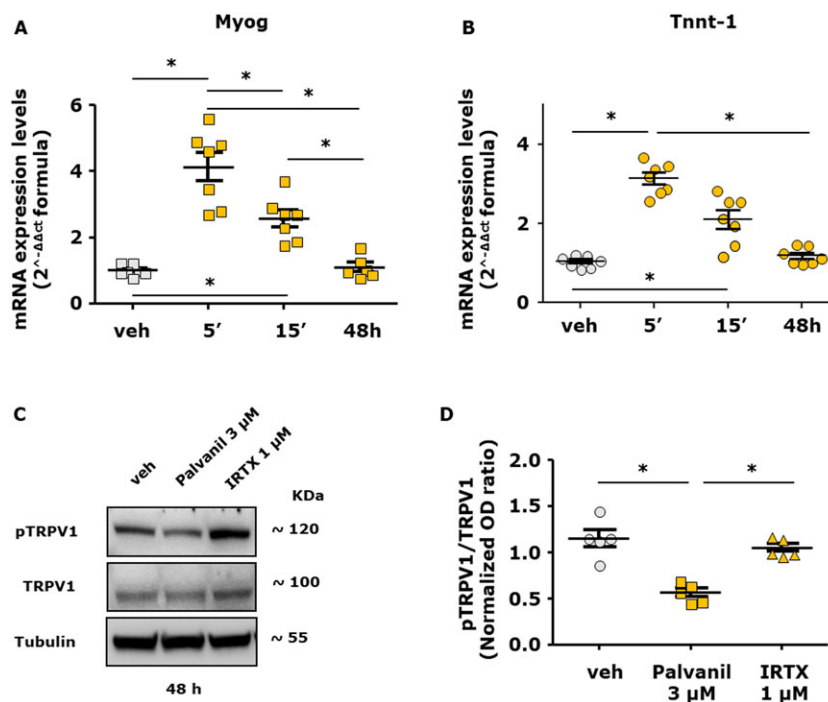 A
Myog
mRNA expression levels
(2^-ΔΔct formula)
6
4
2
0
*
*
*
*
*
veh
5′
15′
48h
B
Tnnt-1
mRNA expression levels
(2^-ΔΔct formula)
4
2
0
*
*
*
veh
5′
15′
48h
C
veh
Palvanil 3 µM
IRTX 1 µM
KDa
pTRPV1
~ 120
TRPV1
~ 100
Tubulin
~ 55
48 h
D
pTRPV1/TRPV1
(Normalized OD ratio)
2.0
1.5
1.0
0.5
0.0
*
*
veh
Palvanil
3 µM
IRTX
1 µM